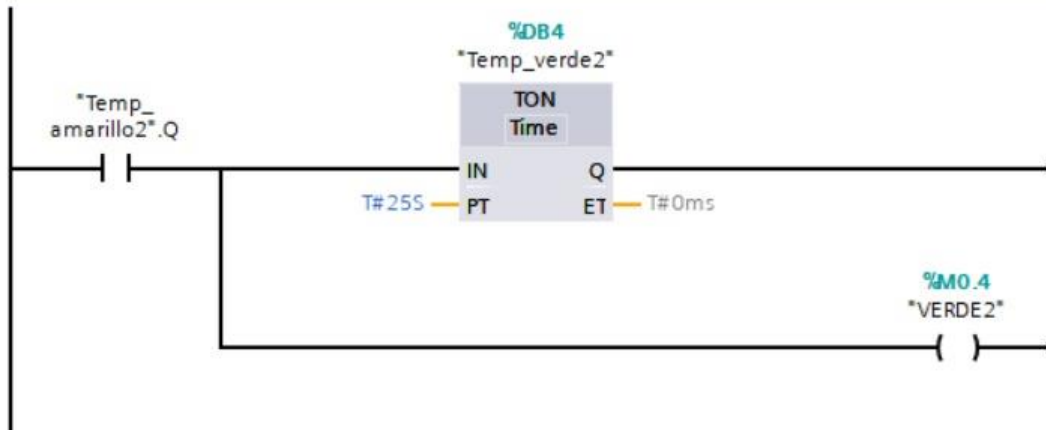 %DB4
"Temp_verde2"
"Temp_
amarillo2".Q
TON
Time
IN
Q
T#25S
PT
ET
T#0ms
%M0.4
"VERDE2"